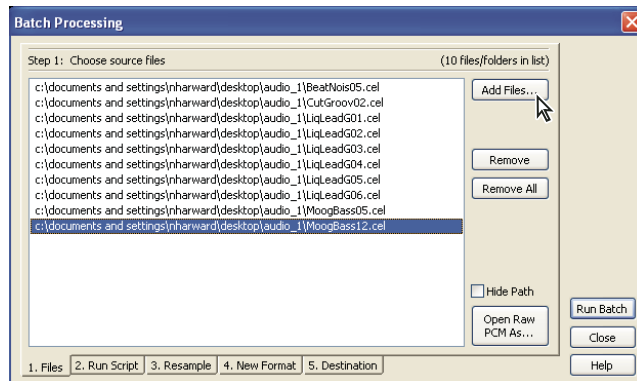 Batch Processing
Step 1: Choose source files (10 files/folders in list)
c:\documents and settings\nharward\desktop\audio_1\BeatNois05.cel
c:\documents and settings\nharward\desktop\audio_1\CutGroov02.cel
c:\documents and settings\nharward\desktop\audio_1\LiqLeadG01.cel
c:\documents and settings\nharward\desktop\audio_1\LiqLeadG02.cel
c:\documents and settings\nharward\desktop\audio_1\LiqLeadG03.cel
c:\documents and settings\nharward\desktop\audio_1\LiqLeadG04.cel
c:\documents and settings\nharward\desktop\audio_1\LiqLeadG05.cel
c:\documents and settings\nharward\desktop\audio_1\LiqLeadG06.cel
c:\documents and settings\nharward\desktop\audio_1\MoogBass05.cel
c:\documents and settings\nharward\desktop\audio_1\MoogBass12.cel
Add Files...
Remove
Remove All
Hide Path
Open Raw
PCM As...
Run Batch
Close
Help
1. Files 2. Run Script 3. Resample 4. New Format 5. Destination